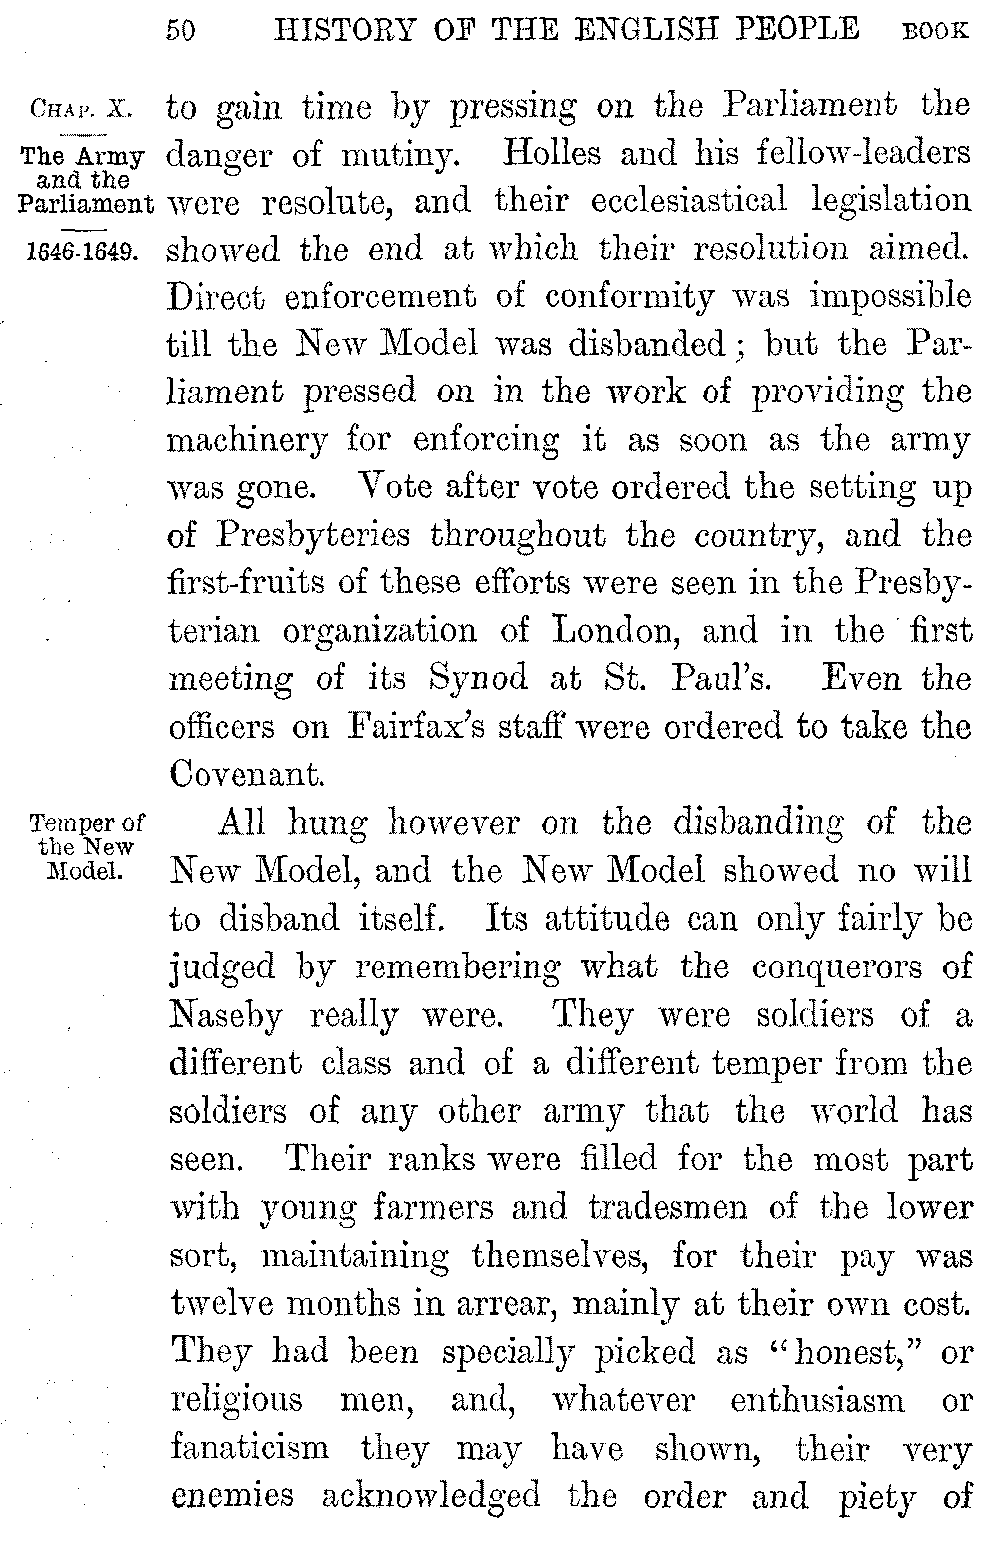 50 HISTORY OF THE ENGLISH PEOPLE BOOK
CHAP. X.
The Army
and the
Parliament
1646-1649.
to gain time by pressing on the Parliament the
danger of mutiny. Holles and his fellow-leaders
were resolute, and their ecclesiastical legislation
showed the end at which their resolution aimed.
Direct enforcement of conformity was impossible
till the New Model was disbanded; but the Par-
liament pressed on in the work of providing the
machinery for enforcing it as soon as the army
was gone. Vote after vote ordered the setting up
of Presbyteries throughout the country, and the
first-fruits of these efforts were seen in the Presby-
terian organization of London, and in the first
meeting of its Synod at St. Paul's. Even the
officers on Fairfax's staff were ordered to take the
Covenant.
Temper of
the New
Model.
All hung however on the disbanding of the
New Model, and the New Model showed no will
to disband itself. Its attitude can only fairly be
judged by remembering what the conquerors of
Naseby really were. They were soldiers of a
different class and of a different temper from the
soldiers of any other army that the world has
seen. Their ranks were filled for the most part
with young farmers and tradesmen of the lower
sort, maintaining themselves, for their pay was
twelve months in arrear, mainly at their own cost.
They had been specially picked as "honest," or
religious men, and, whatever enthusiasm or
fanaticism they may have shown, their very
enemies acknowledged the order and piety of